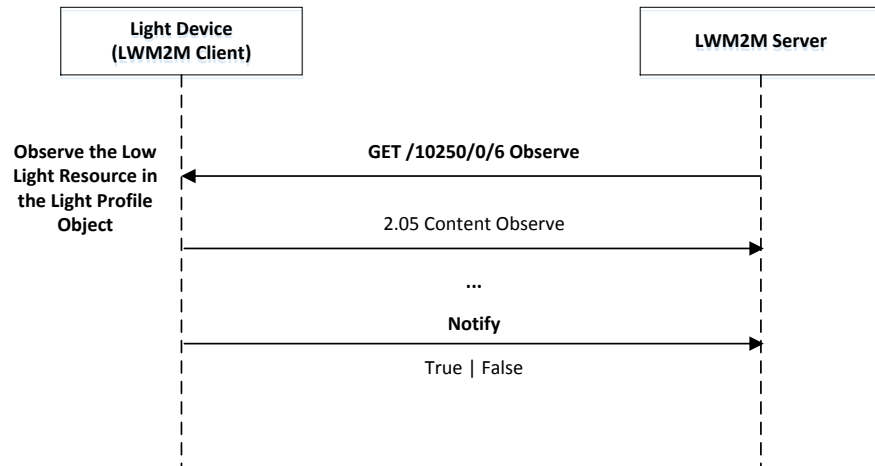 Light Device
(LWM2M Client)
LWM2M Server
Observe the Low
Light Resource in
the Light Profile
Object
GET /10250/0/6 Observe
2.05 Content Observe
...
Notify
True | False